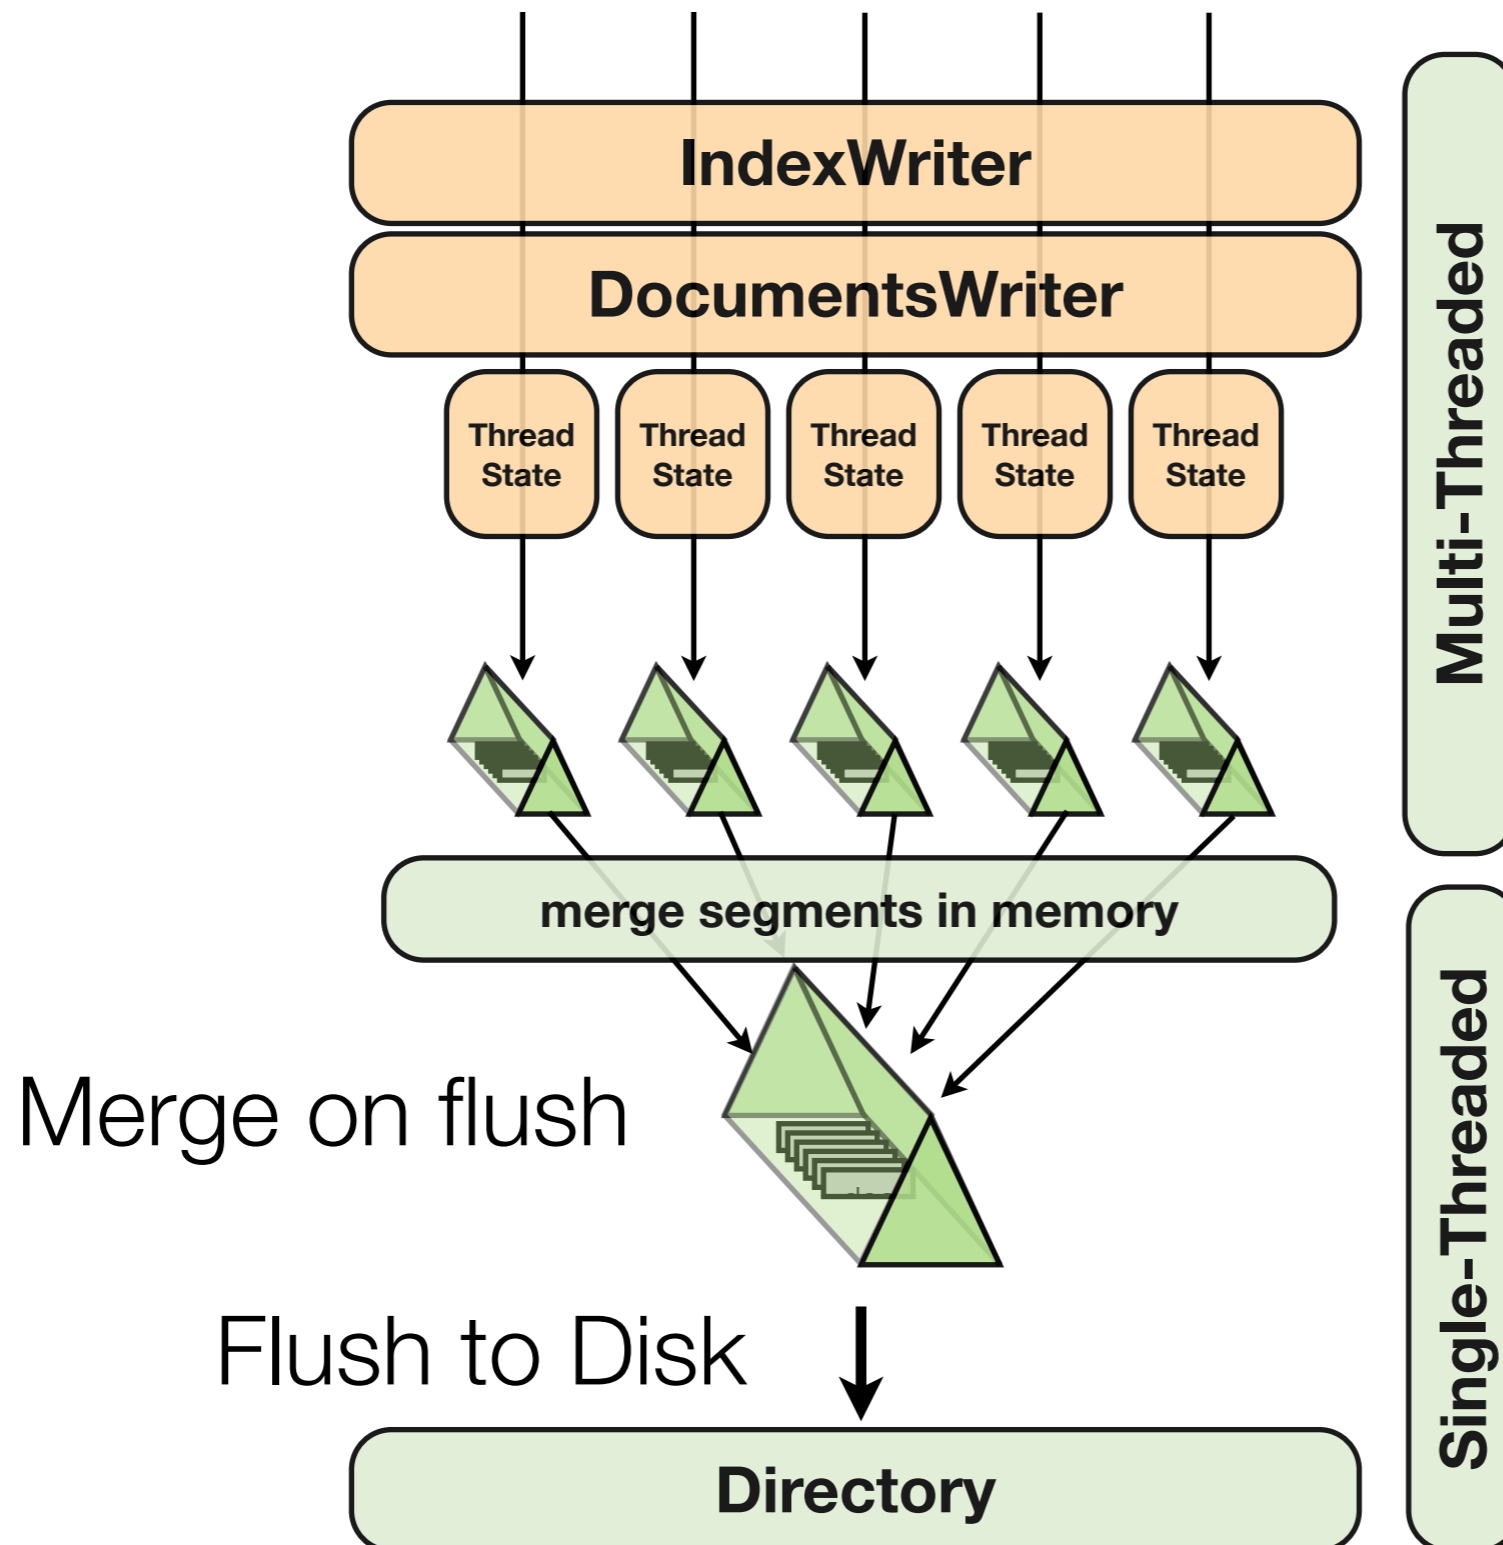 IndexWriter
DocumentsWriter
Thread
State
Thread
State
Thread
State
Thread
State
Thread
State
Multi-Threaded
merge segments in memory
Merge on flush
Flush to Disk
Directory
Single-Threaded